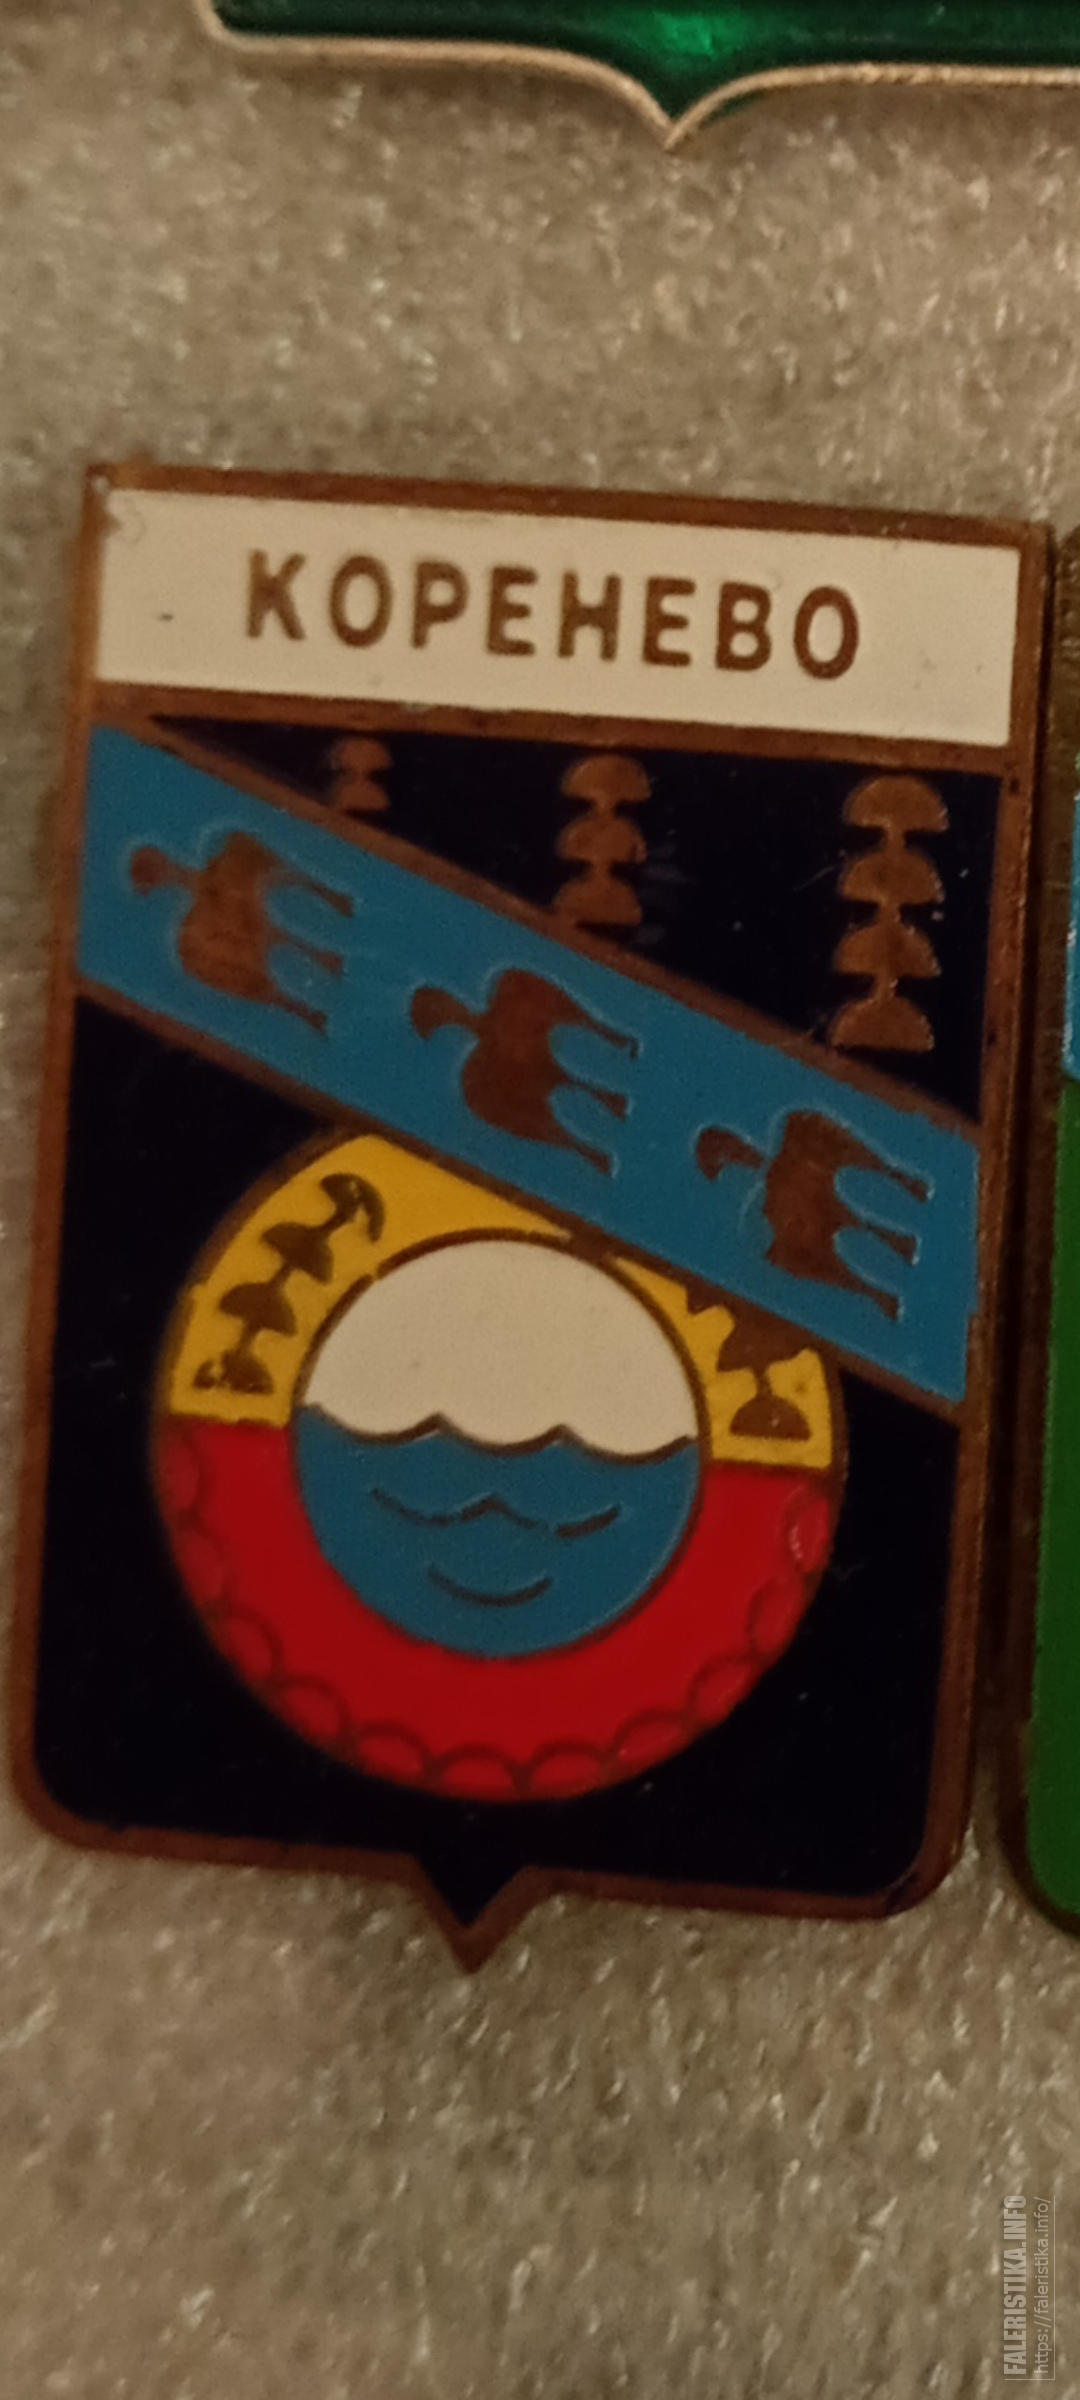 КОРЕНЕВО
FALERISTIKA.INFO
https://faleristika.info/